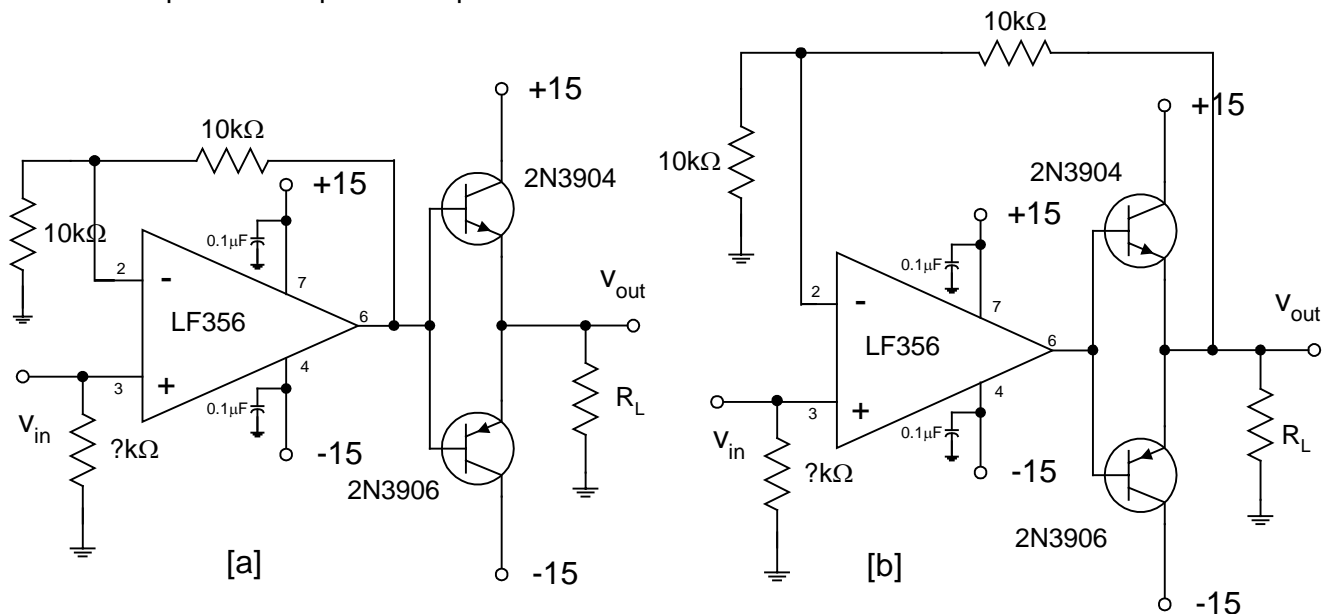 10kΩ
10kΩ
+15
2N3904
+15
10kΩ
0.1µF
2
-
7
LF356
6
v_out
4
3
+
0.1µF
R_L
v_in
?kΩ
-15
2N3906
[a]
-15
10kΩ
+15
10kΩ
2N3904
+15
0.1µF
2
-
7
v_out
LF356
6
4
3
+
0.1µF
v_in
R_L
?kΩ
-15
2N3906
[b]
-15